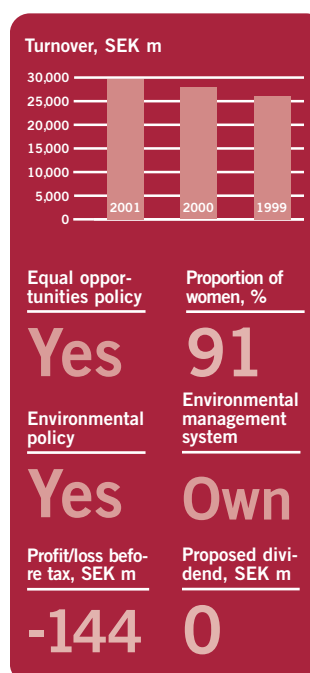 Turnover, SEK m
30,000
25,000
20,000
15,000
10,000
5,000
0
2001 2000 1999
Equal oppor-
tunities policy
Yes
Proportion of
women, %
91
Environmental
policy
Yes
Environmental
management
system
Own
Profit/loss befo-
re tax, SEK m
-144
Proposed divi-
dend, SEK m
0